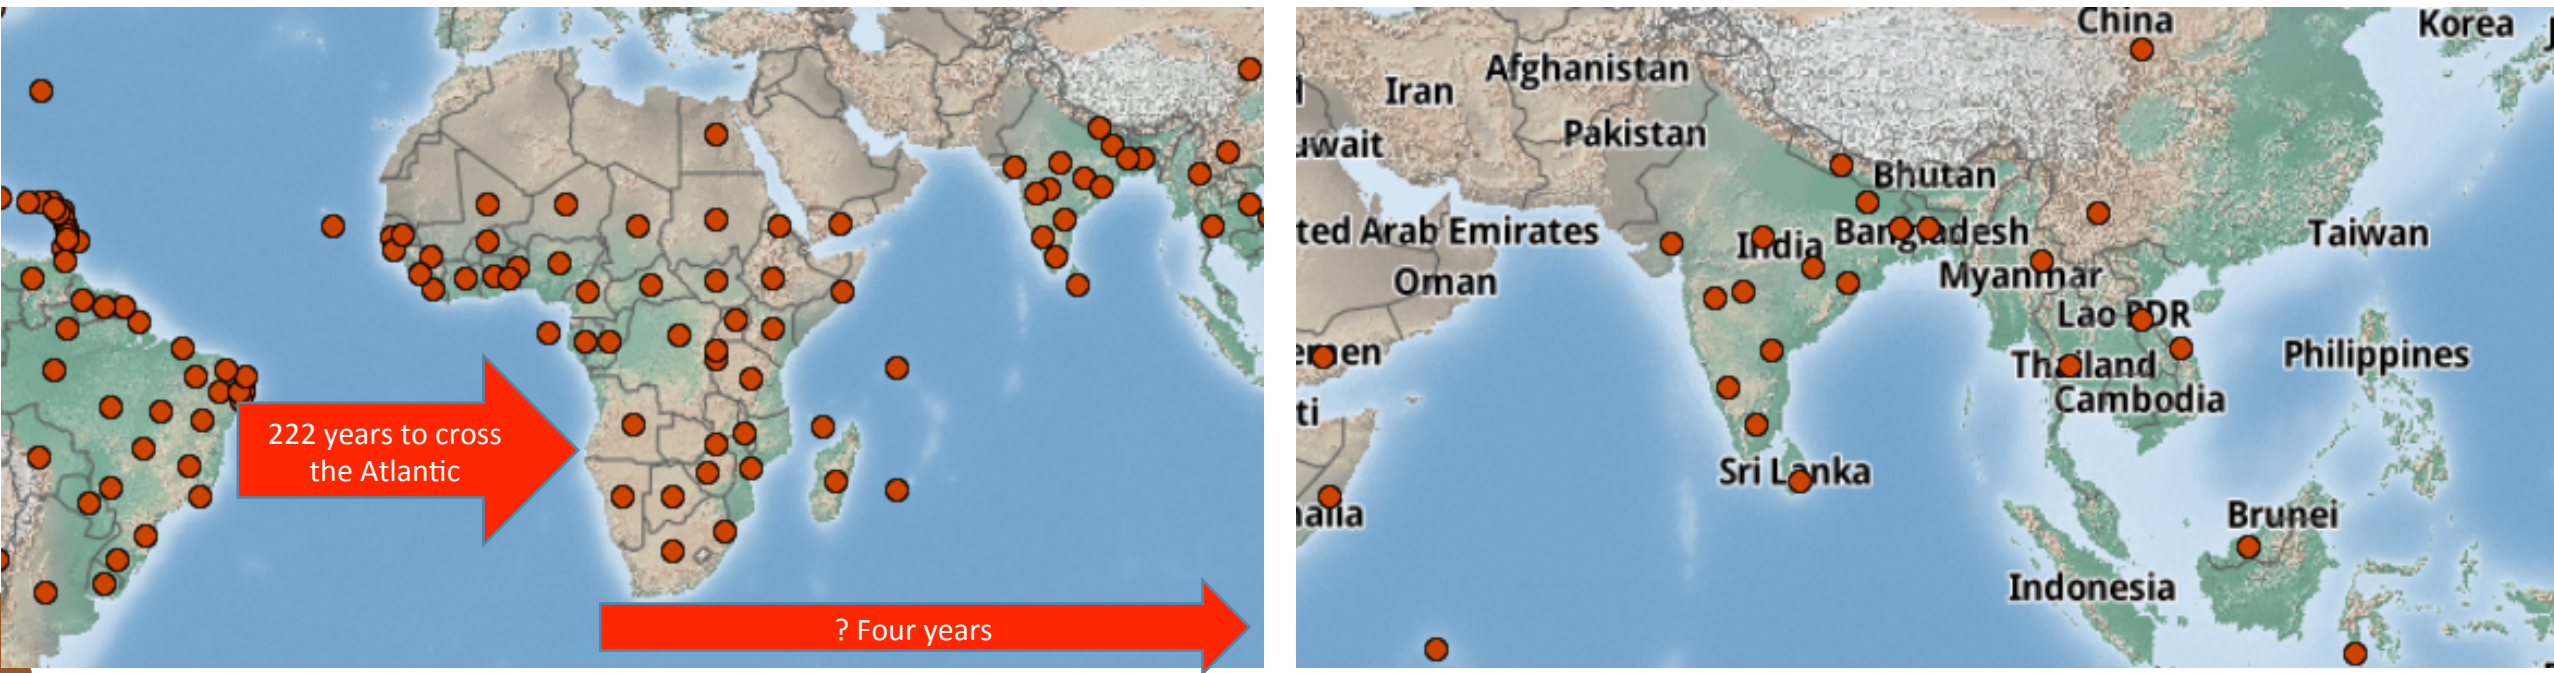 222 years to cross
the Atlantic
? Four years
China
Korea
Afghanistan
Iran
Pakistan
uwait
Bhutan
ted Arab Emirates
India
Bangladesh
Taiwan
Oman
Myanmar
Lao PDR
emen
Thailand
Philippines
Cambodia
ti
Sri Lanka
alia
Brunei
Indonesia